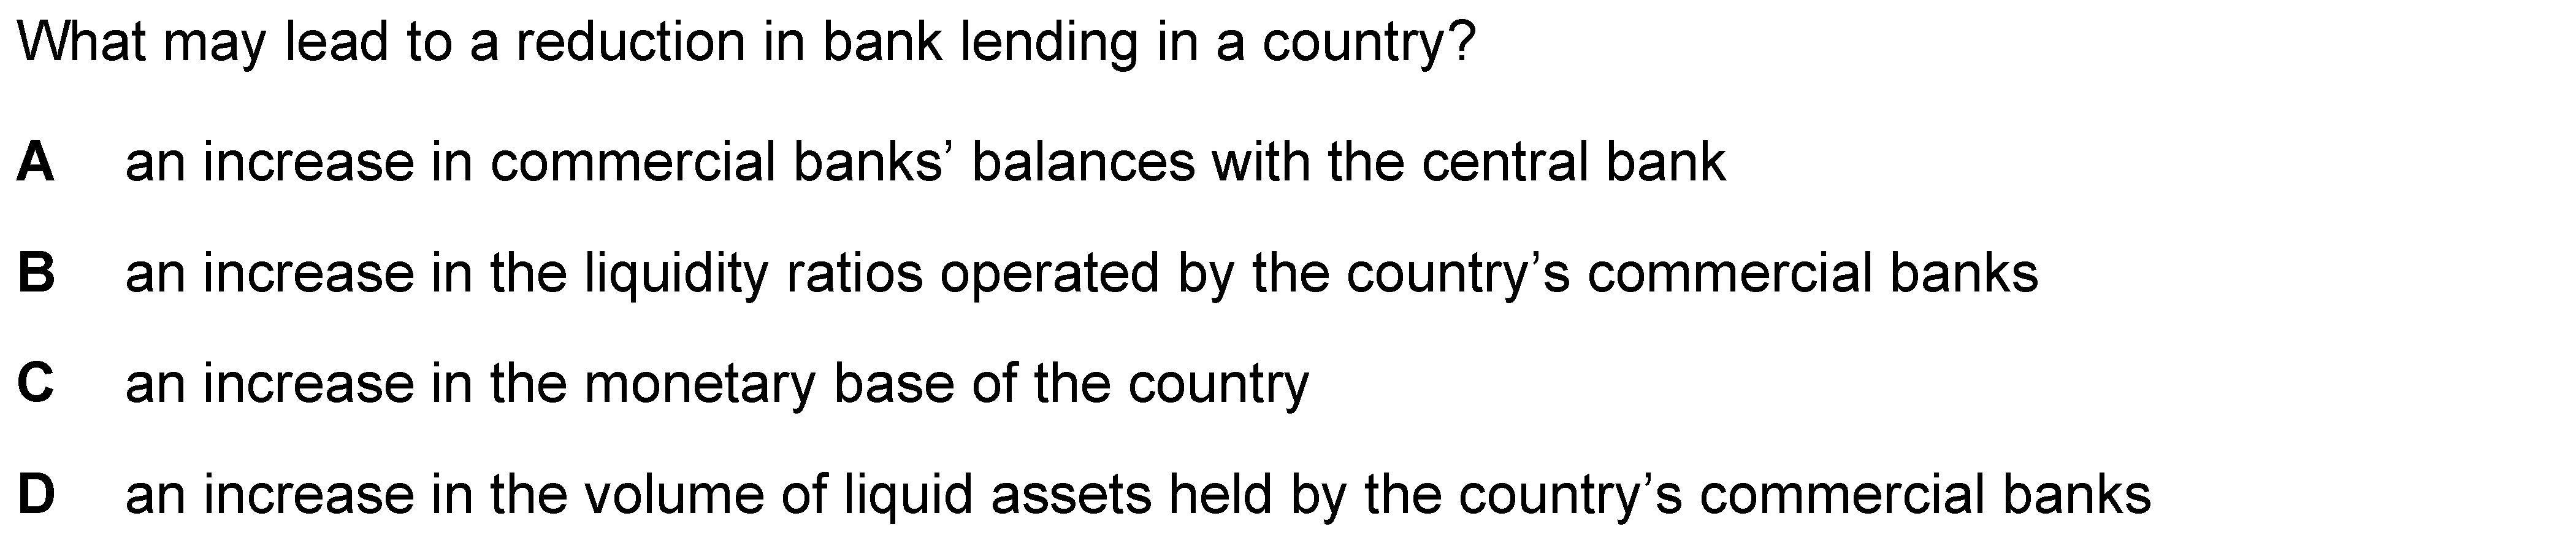 What may lead to a reduction in bank lending in a country?
A an increase in commercial banks’ balances with the central bank
B an increase in the liquidity ratios operated by the country’s commercial banks
C an increase in the monetary base of the country
D an increase in the volume of liquid assets held by the country’s commercial banks